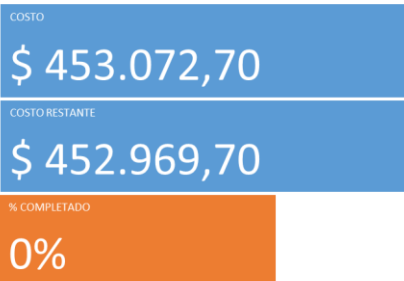 COSTO
$ 453.072,70
COSTO RESTANTE
$ 452.969,70
% COMPLETADO
0%